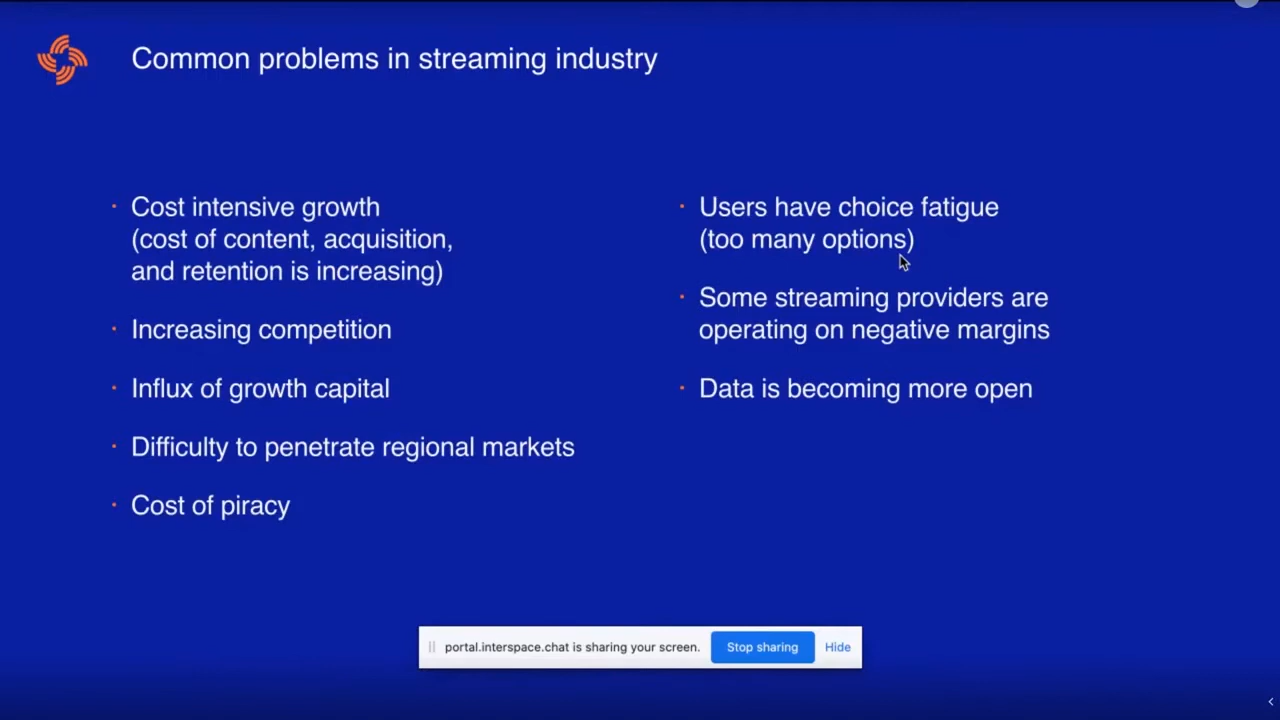 Common problems in streaming industry
· Cost intensive growth
(cost of content, acquisition,
and retention is increasing)
· Increasing competition
· Influx of growth capital
· Difficulty to penetrate regional markets
· Cost of piracy
· Users have choice fatigue
(too many options)
· Some streaming providers are
operating on negative margins
· Data is becoming more open
portal.interspace.chat is sharing your screen. Stop sharing Hide